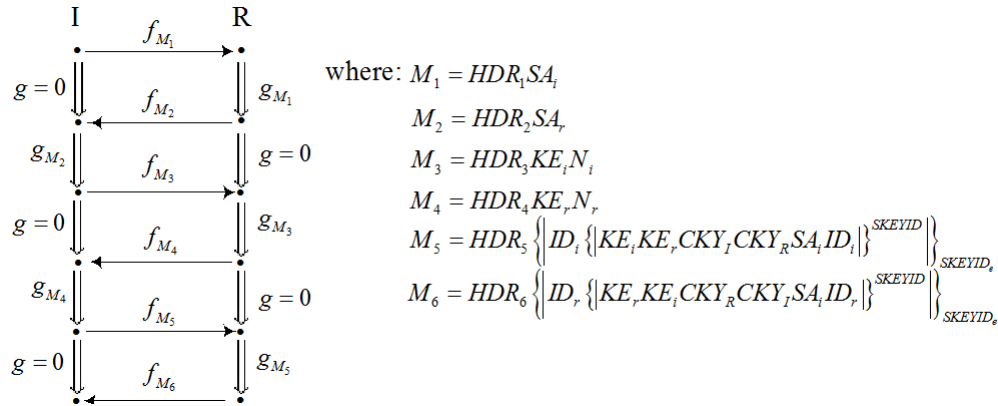 I R
f_{M_1}
g = 0 g_{M_1}
f_{M_2}
g_{M_2} g = 0
f_{M_3}
g = 0 g_{M_3}
f_{M_4}
g_{M_4} g = 0
f_{M_5}
g = 0 g_{M_5}
f_{M_6}
where: M_1 = HDR_1 SA_i
M_2 = HDR_2 SA_r
M_3 = HDR_3 KE_i N_i
M_4 = HDR_4 KE_r N_r
M_5 = HDR_5 {| ID_i {| KE_i KE_r CKY_I CKY_R SA_i ID_i |}^{SKEYID} |}_{SKEYID_e}
M_6 = HDR_6 {| ID_r {| KE_r KE_i CKY_R CKY_I SA_i ID_r |}^{SKEYID} |}_{SKEYID_e}